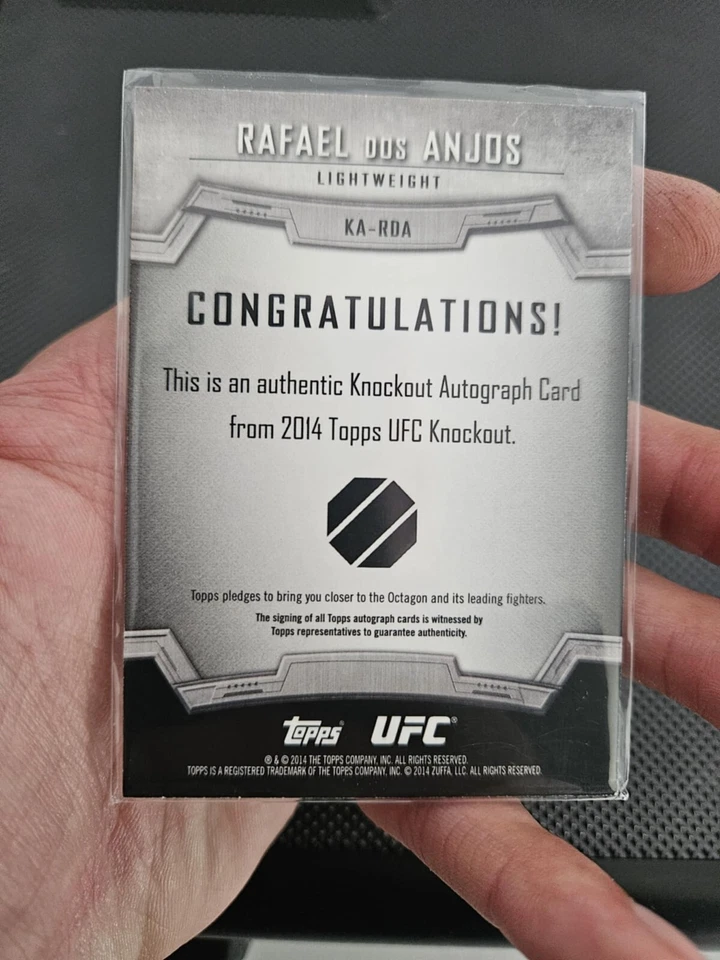 RAFAEL DOS ANJOS
LIGHTWEIGHT
KA-RDA
CONGRATULATIONS!
This is an authentic Knockout Autograph Card
from 2014 Topps UFC Knockout.
Topps pledges to bring you closer to the Octagon and its leading fighters.
The signing of all Topps autograph cards is witnessed by
Topps representatives to guarantee authenticity.
topps® UFC®
® & © 2014 THE TOPPS COMPANY, INC. ALL RIGHTS RESERVED.
TOPPS IS A REGISTERED TRADEMARK OF THE TOPPS COMPANY, INC. © 2014 ZUFFA, LLC. ALL RIGHTS RESERVED.